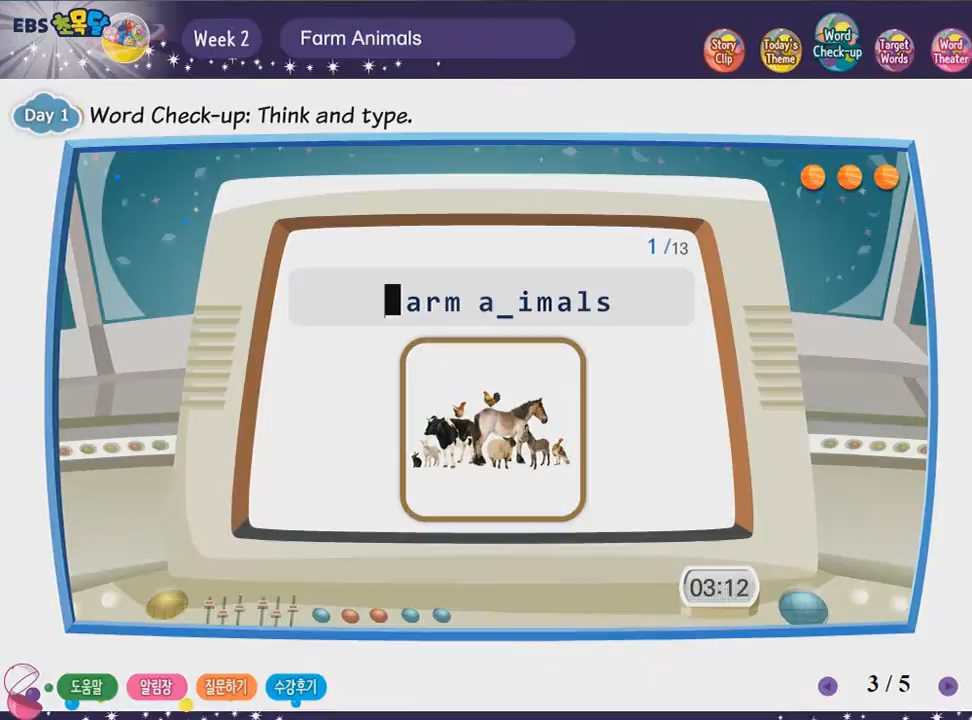 EBS 초목달
Week 2
Farm Animals
Story Clip
Today's Theme
Word Check-up
Target Words
Word Theater
Day 1
Word Check-up: Think and type.
1 /13
arm a_imals
03:12
도움말
알림장
질문하기
수강후기
3 / 5